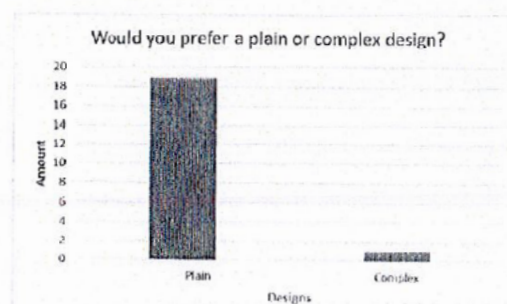 Would you prefer a plain or complex design?
20
18
16
14
12
10
8
6
4
2
0
Amount
Plain
Complex
Designs